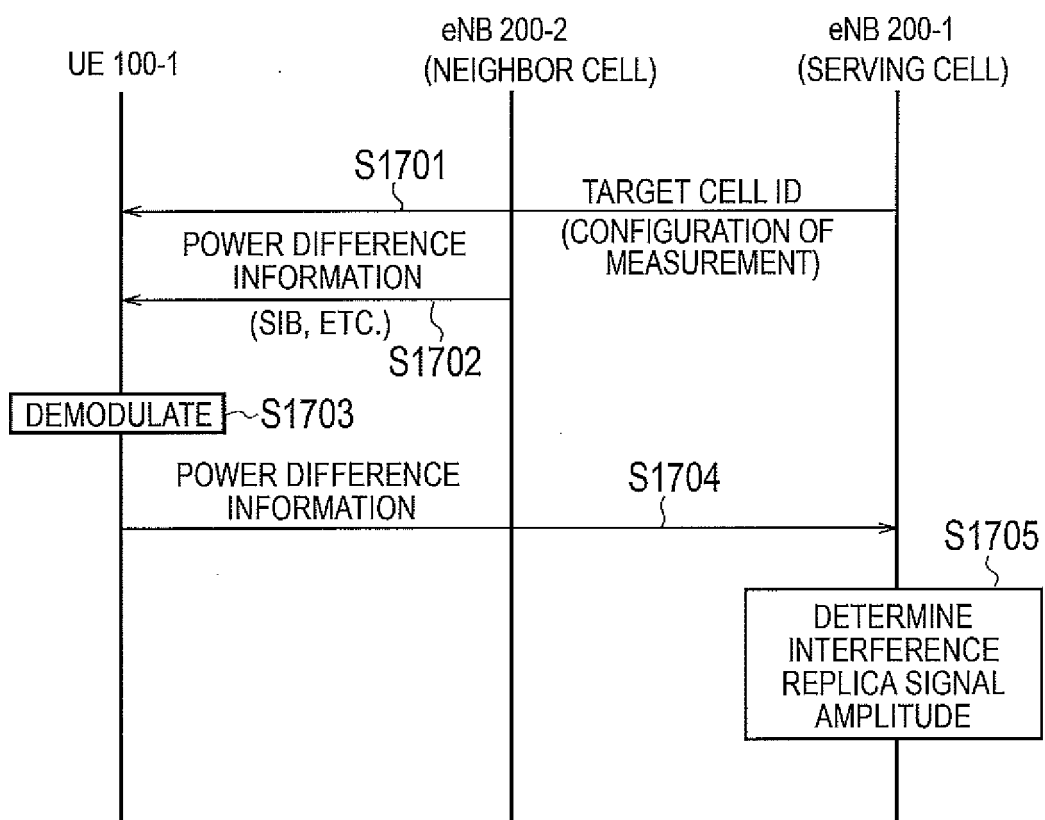 UE 100-1
eNB 200-2
(NEIGHBOR CELL)
eNB 200-1
(SERVING CELL)
S1701
TARGET CELL ID
(CONFIGURATION OF
MEASUREMENT)
POWER DIFFERENCE
INFORMATION
(SIB, ETC.)
S1702
DEMODULATE
S1703
POWER DIFFERENCE
INFORMATION
S1704
S1705
DETERMINE
INTERFERENCE
REPLICA SIGNAL
AMPLITUDE